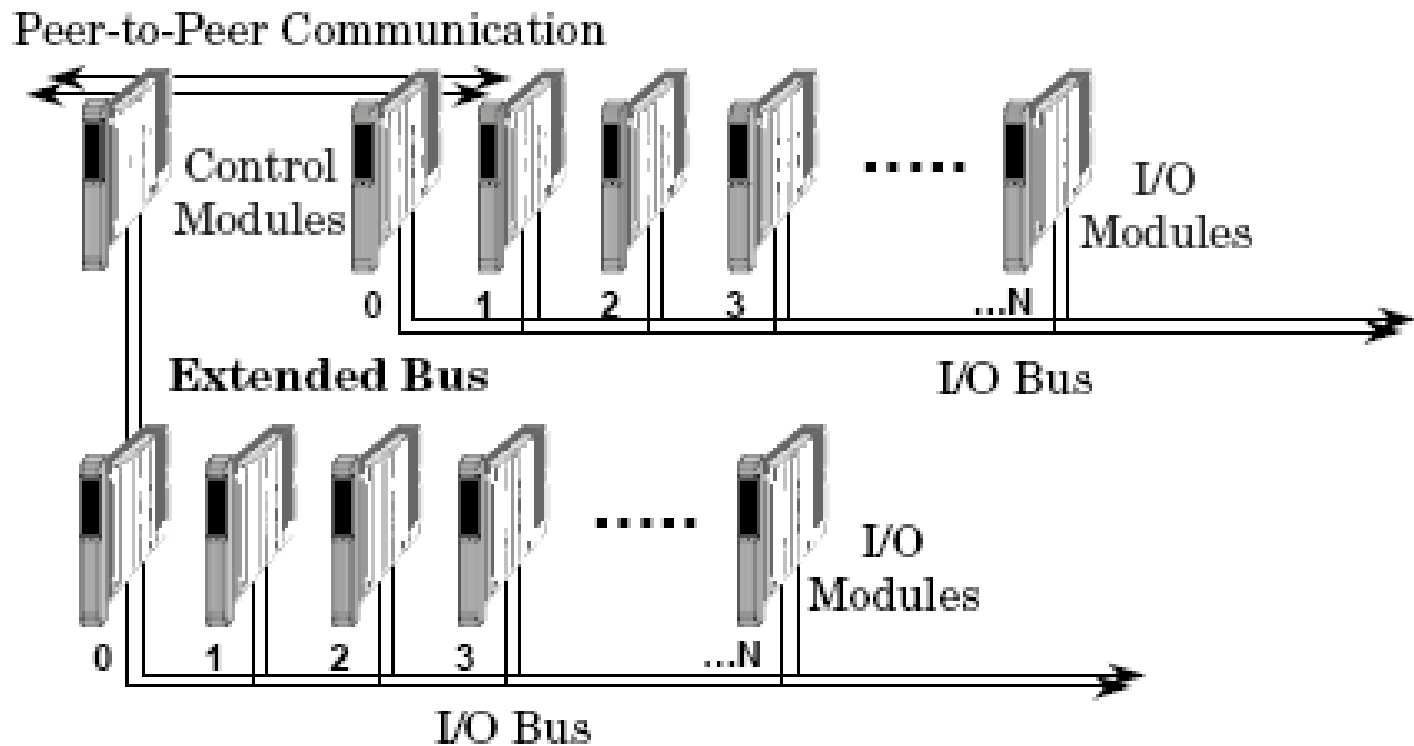 Peer-to-Peer Communication
Control
Modules
I/O
Modules
0 1 2 3 ...N
I/O Bus
Extended Bus
I/O
Modules
0 1 2 3 ...N
I/O Bus